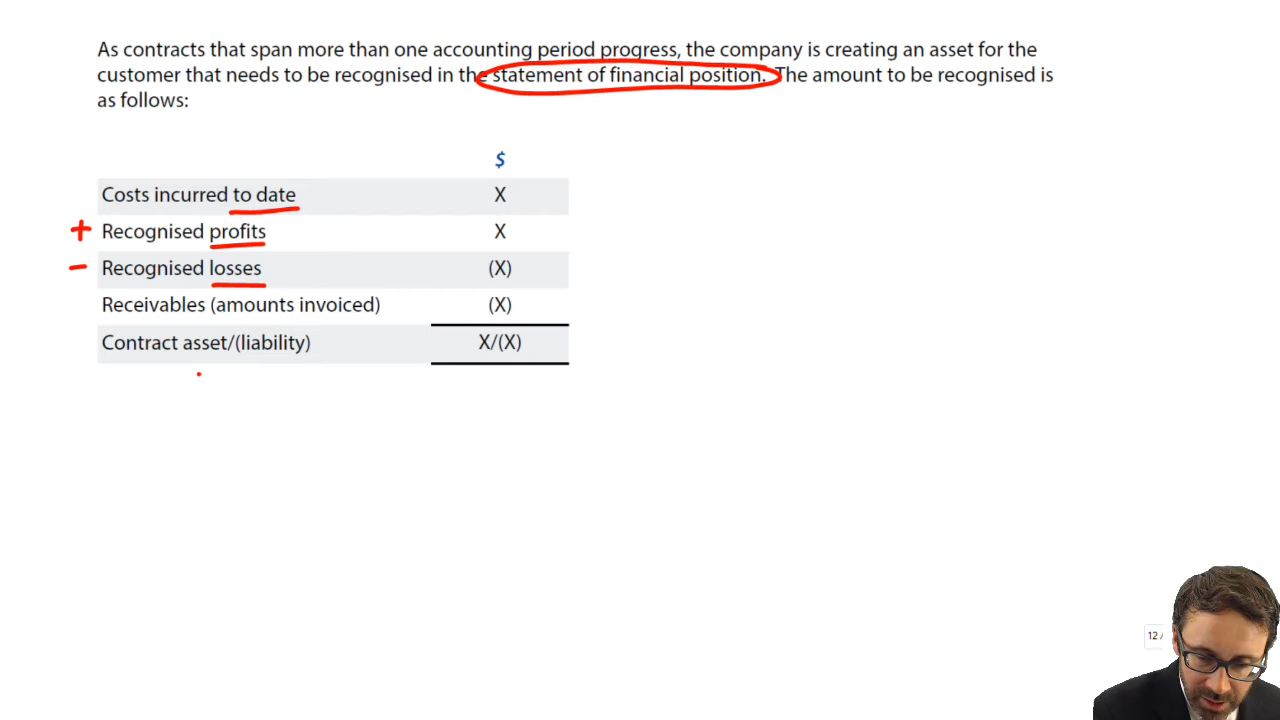 As contracts that span more than one accounting period progress, the company is creating an asset for the
customer that needs to be recognised in the statement of financial position. The amount to be recognised is
as follows:
$
Costs incurred to date X
+ Recognised profits X
- Recognised losses (X)
Receivables (amounts invoiced) (X)
Contract asset/(liability) X/(X)
12 /